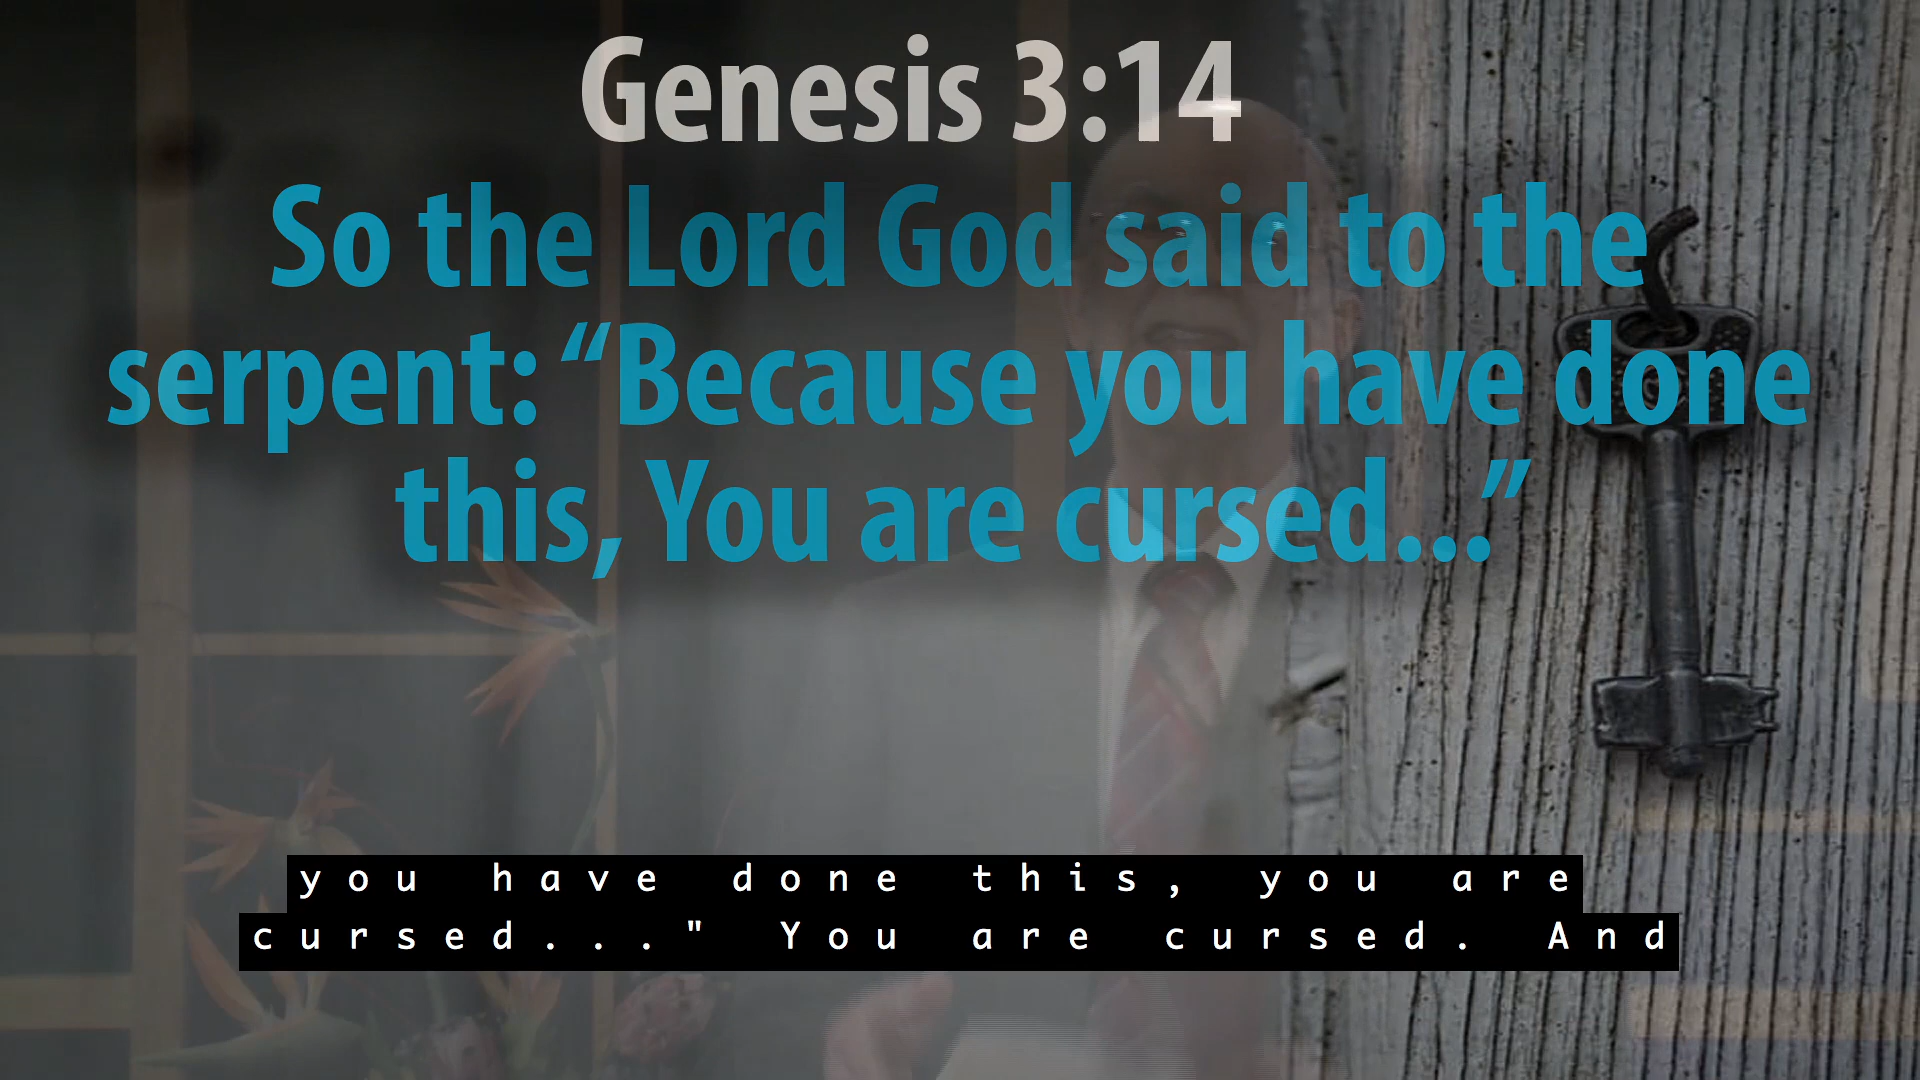 Genesis 3:14
So the Lord God said to the
serpent: “Because you have done
this, You are cursed...”
you have done this, you are
cursed..." You are cursed. And